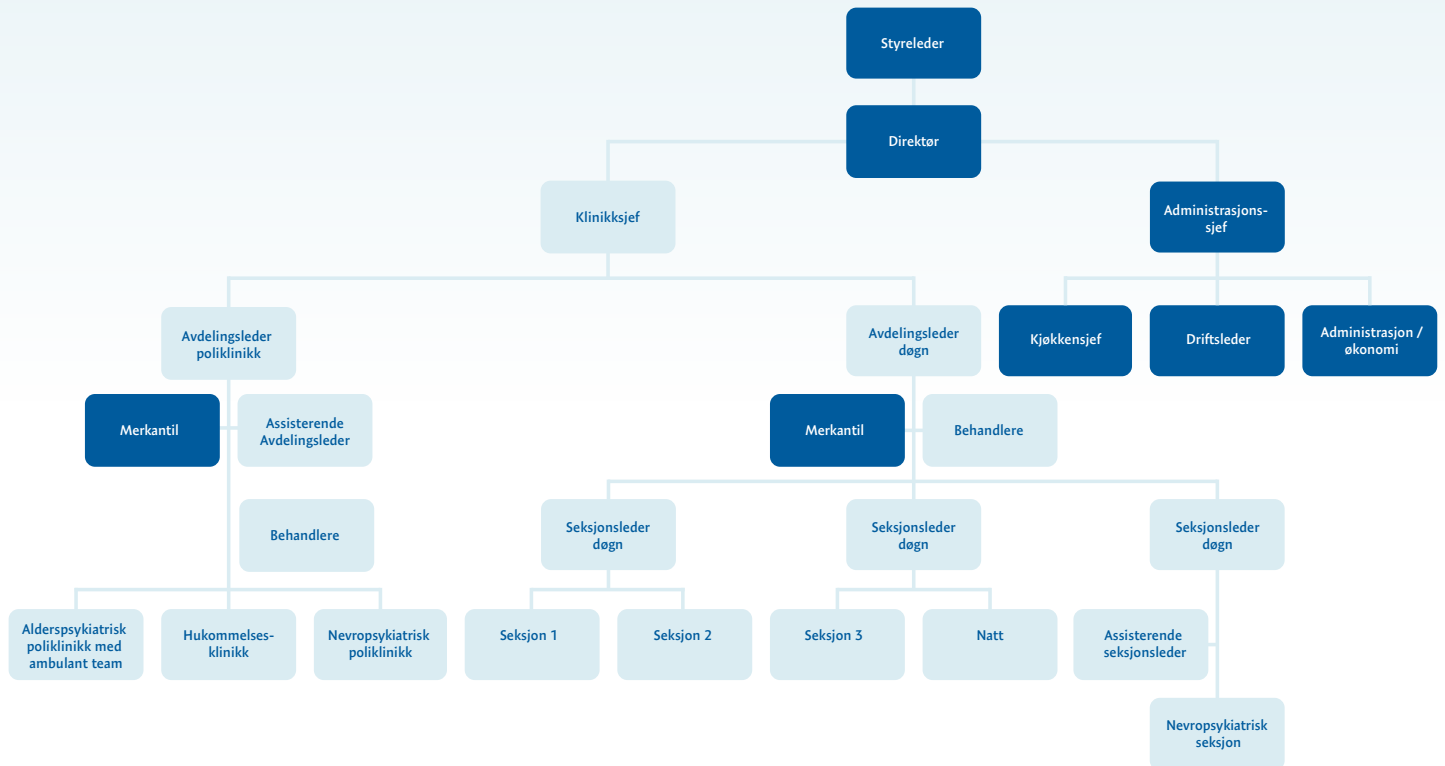 Styreleder
Direktør
Klinikksjef
Administrasjons-
sjef
Avdelingsleder
poliklinikk
Avdelingsleder
døgn
Kjøkkensjef
Driftsleder
Administrasjon /
økonomi
Merkantil
Assisterende
Avdelingsleder
Merkantil
Behandlere
Behandlere
Seksjonsleder
døgn
Seksjonsleder
døgn
Seksjonsleder
døgn
Alderspsykiatrisk
poliklinikk med
ambulant team
Hukommelses-
klinikk
Nevropsykiatrisk
poliklinikk
Seksjon 1
Seksjon 2
Seksjon 3
Natt
Assisterende
seksjonsleder
Nevropsykiatrisk
seksjon